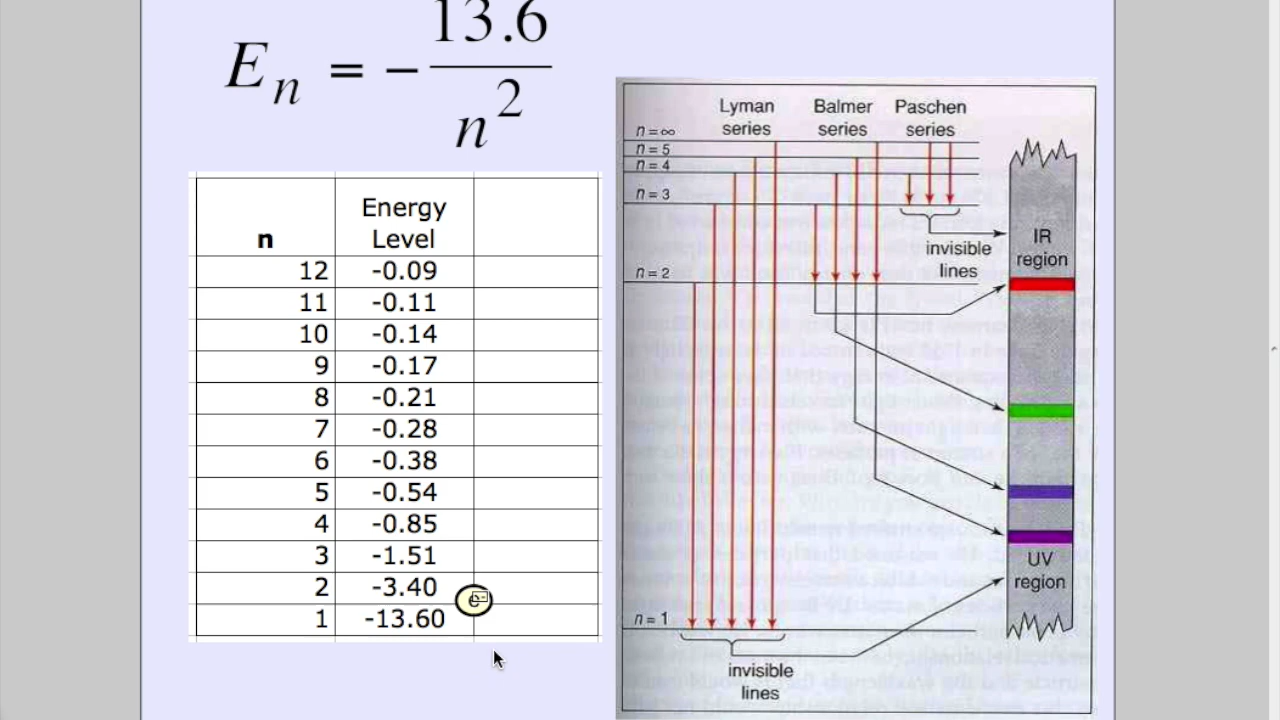 E_n = - 13.6 / n^2
n Energy Level
12 -0.09
11 -0.11
10 -0.14
9 -0.17
8 -0.21
7 -0.28
6 -0.38
5 -0.54
4 -0.85
3 -1.51
2 -3.40
1 -13.60
Lyman series
Balmer series
Paschen series
n = ∞
n = 5
n = 4
n = 3
n = 2
n = 1
invisible
lines
IR
region
UV
region
invisible
lines